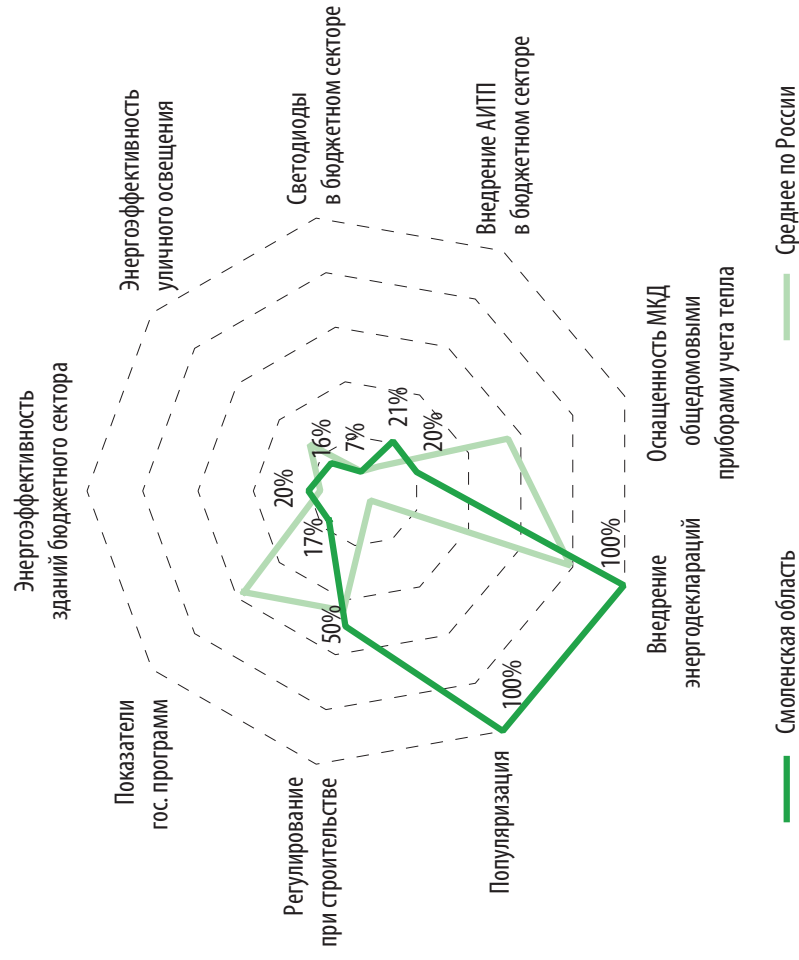 Энергоэффективность
зданий бюджетного сектора
Энергоэффективность
уличного освещения
Светодиоды
в бюджетном секторе
Внедрение АИТП
в бюджетном секторе
Оснащенность МКД
общедомовыми
приборами учета тепла
Внедрение
энергодеклараций
Популяризация
Регулирование
при строительстве
Показатели
гос. программ
20%
16%
7%
21%
20%
100%
100%
50%
17%
Смоленская область
Среднее по России